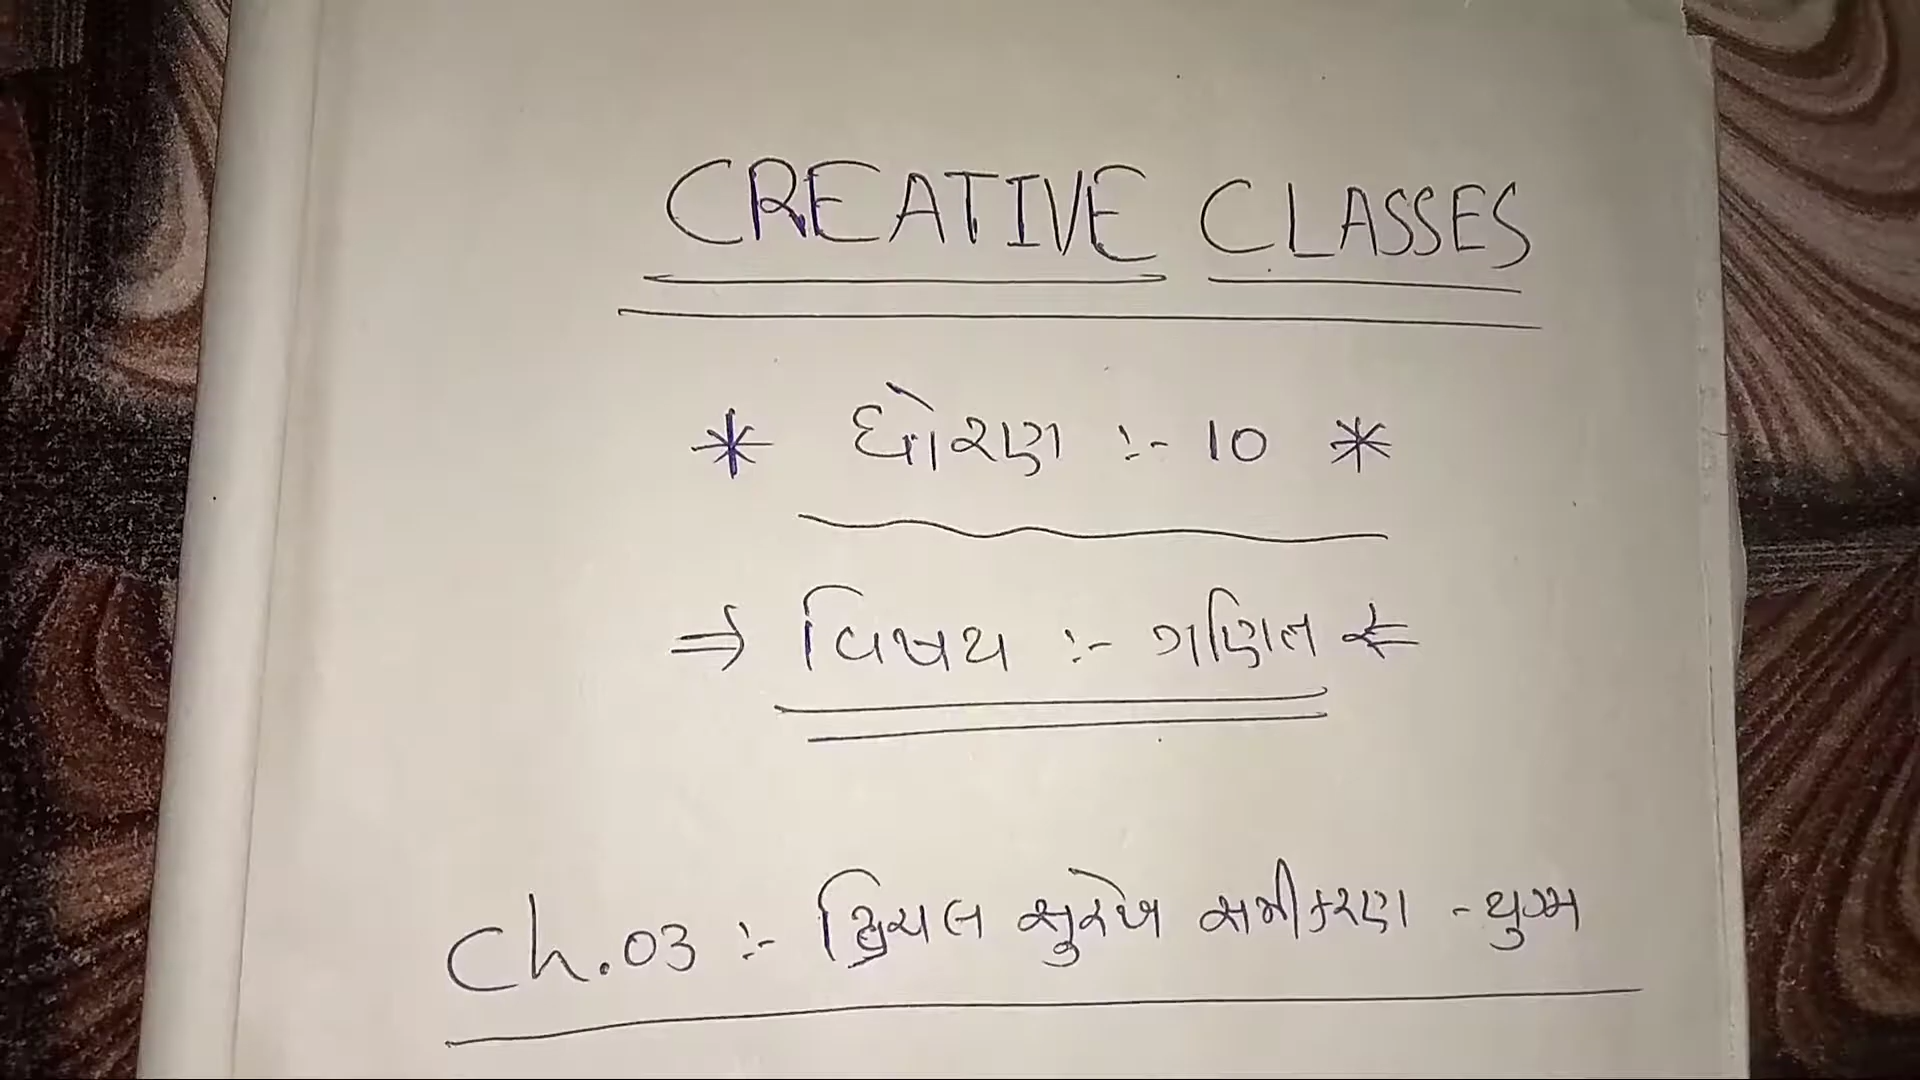 CREATIVE CLASSES
* ધોરણ :- 10 *
⇒ વિષય :- ગણિત ⇐
Ch.03 :- દ્વિચલ સુરેખ સમીકરણ - યુગ્મ